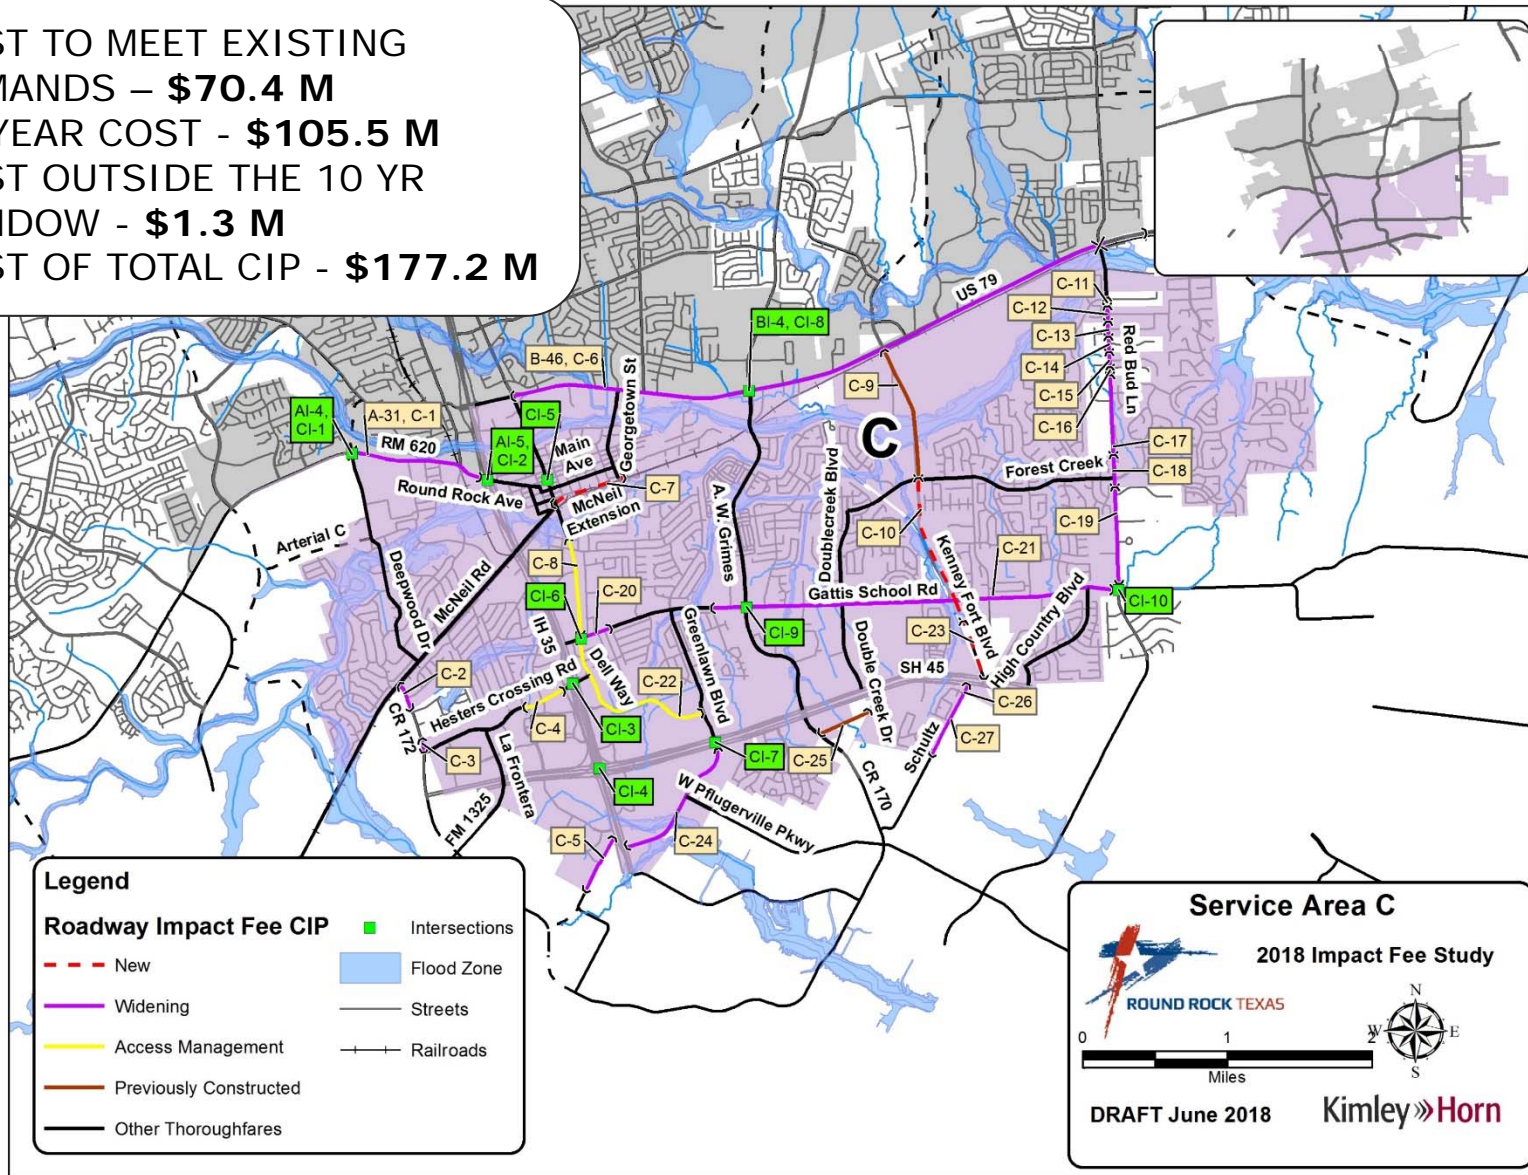 ST TO MEET EXISTING
MANDS – $70.4 M
YEAR COST - $105.5 M
ST OUTSIDE THE 10 YR
NDOW - $1.3 M
ST OF TOTAL CIP - $177.2 M
US 79
C-11
C-12
C-13
C-14
C-15
C-16
Red Bud Ln
BI-4, CI-8
B-46, C-6
Georgetown St
C-9
C
AI-4,
CI-1
A-31, C-1
RM 620
CI-5
AI-5,
CI-2
Main
Ave
C-17
C-18
Forest Creek
Round Rock Ave
McNeil
Extension
C-7
A. W. Grimes
Doublecreek Blvd
C-10
C-19
Arterial C
Deepwood Dr
McNeil Rd
C-8
C-21
Kenney Fort Blvd
CI-6
C-20
Gattis School Rd
High Country Blvd
CI-10
IH 35
Greenlawn Blvd
CI-9
Double Creek Dr
C-23
SH 45
Dell Way
C-2
Hesters Crossing Rd
C-22
C-26
CR 172
C-4
CI-3
C-27
C-3
La Frontera
CI-7
C-25
Schultz
CR 170
CI-4
W Pflugerville Pkwy
FM 1325
C-5
C-24
Legend
Roadway Impact Fee CIP
New
Widening
Access Management
Previously Constructed
Other Thoroughfares
Intersections
Flood Zone
Streets
Railroads
Service Area C
2018 Impact Fee Study
ROUND ROCK TEXAS
N
W E
S
0 1 2
Miles
DRAFT June 2018
Kimley»Horn